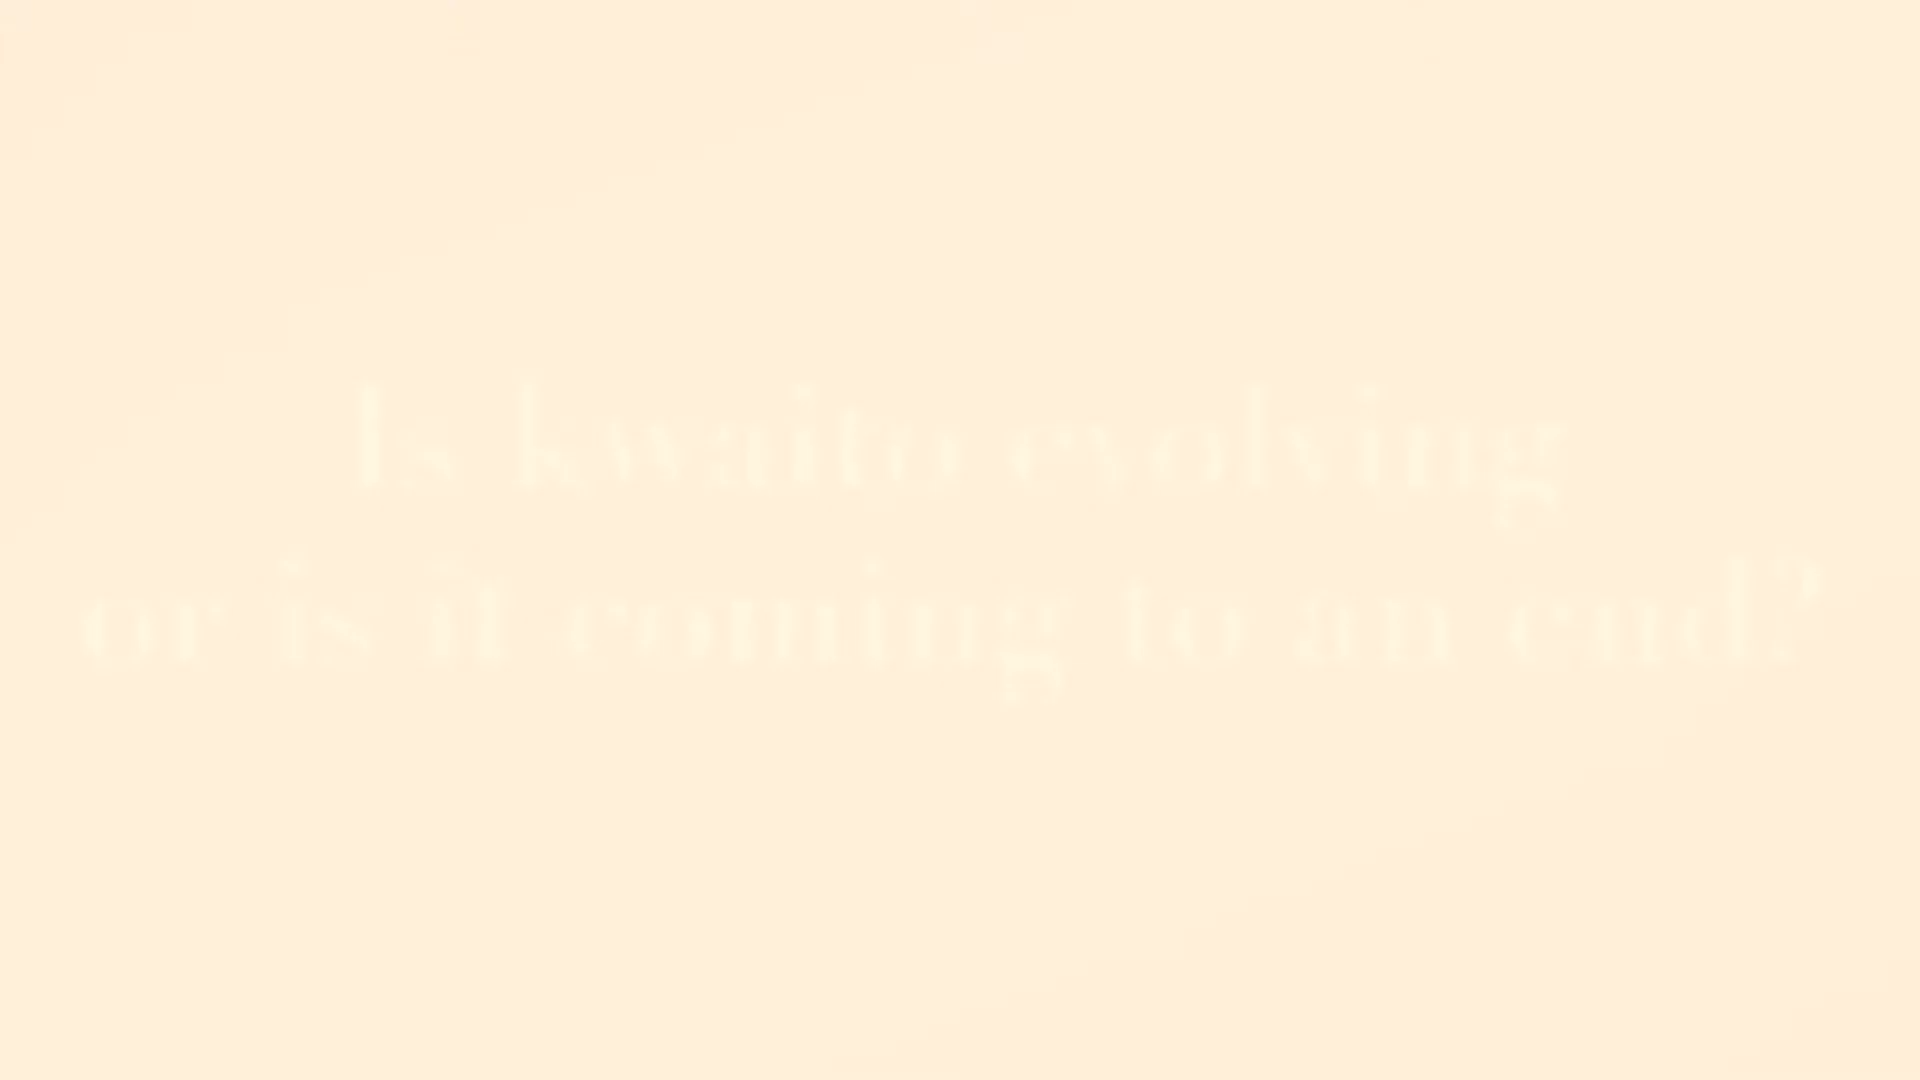 Is kwaito evolving
or is it coming to an end?